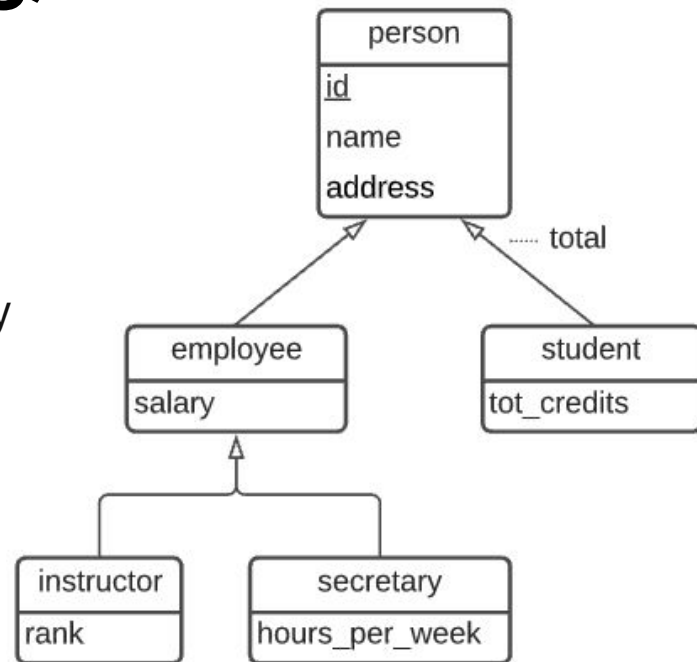 person
id
name
address
total
employee
salary
student
tot_credits
instructor
rank
secretary
hours_per_week